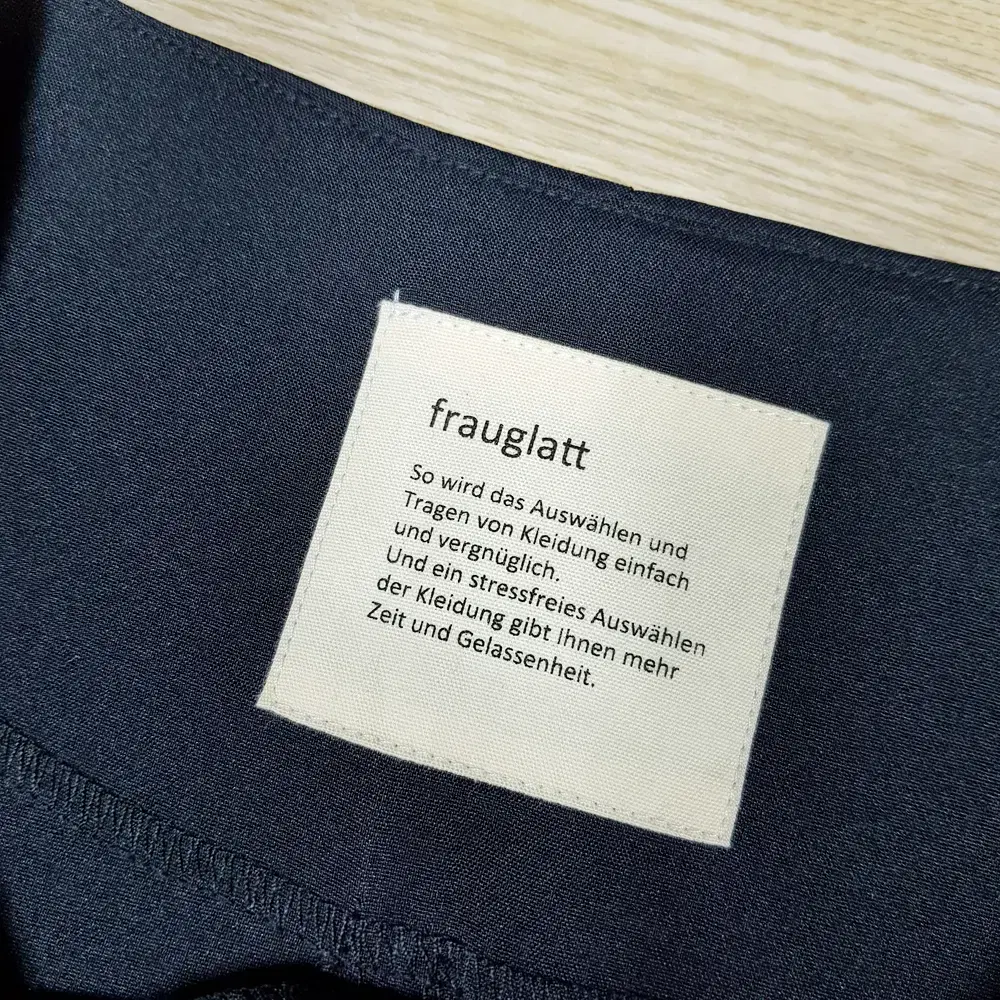 frauglatt
So wird das Auswählen und
Tragen von Kleidung einfach
und vergnüglich.
Und ein stressfreies Auswählen
der Kleidung gibt Ihnen mehr
Zeit und Gelassenheit.